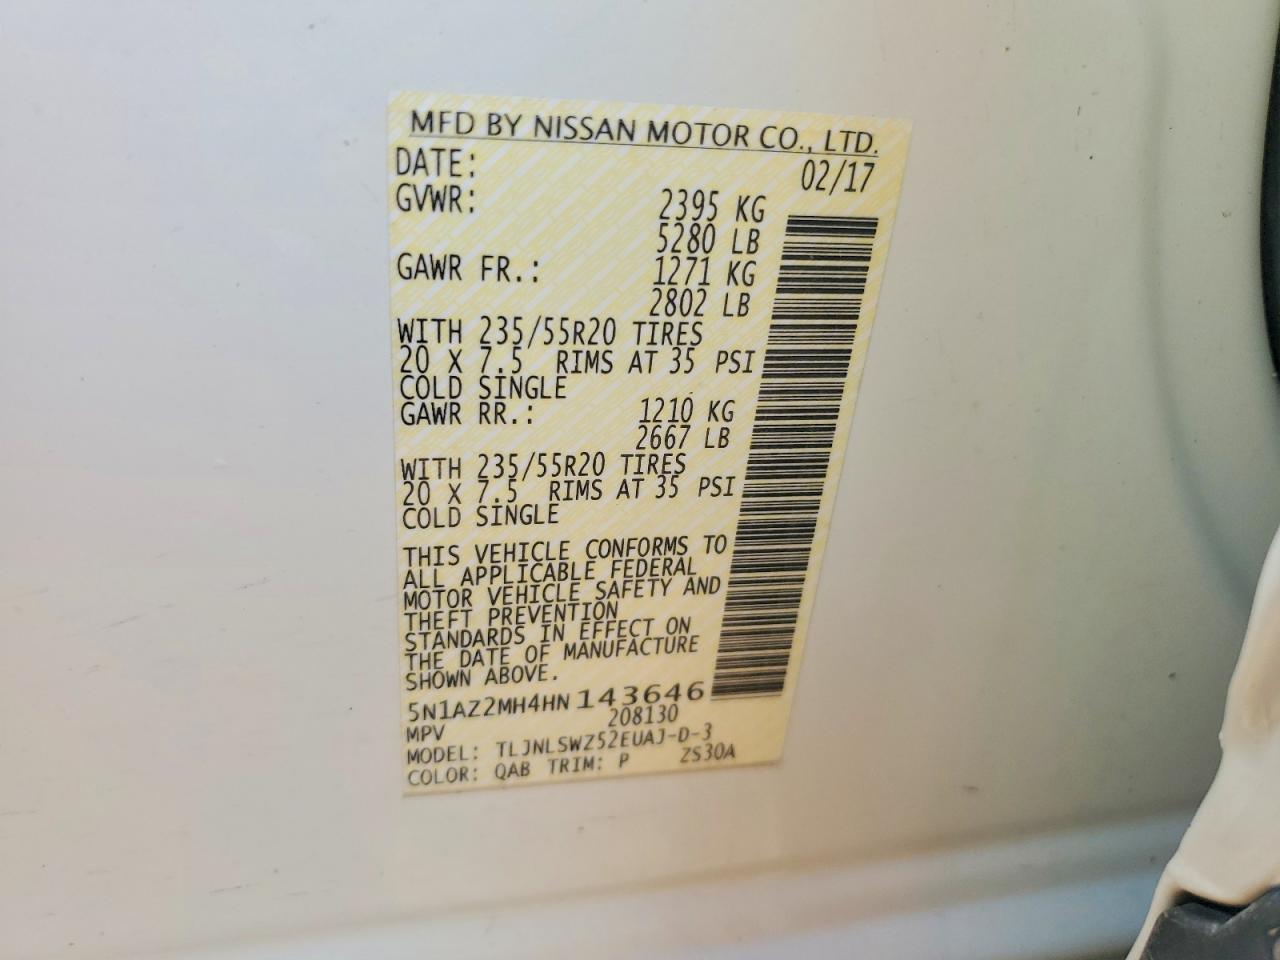 MFD BY NISSAN MOTOR CO., LTD.
DATE: 02/17
GVWR: 2395 KG
5280 LB
GAWR FR.: 1271 KG
2802 LB
WITH 235/55R20 TIRES
20 X 7.5 RIMS AT 35 PSI
COLD SINGLE
GAWR RR.: 1210 KG
2667 LB
WITH 235/55R20 TIRES
20 X 7.5 RIMS AT 35 PSI
COLD SINGLE
THIS VEHICLE CONFORMS TO
ALL APPLICABLE FEDERAL
MOTOR VEHICLE SAFETY AND
THEFT PREVENTION
STANDARDS IN EFFECT ON
THE DATE OF MANUFACTURE
SHOWN ABOVE.
5N1AZ2MH4HN143646
MPV 208130
MODEL: TLJNLSWZ52EUAJ-D-3
COLOR: QAB TRIM: P ZS30A